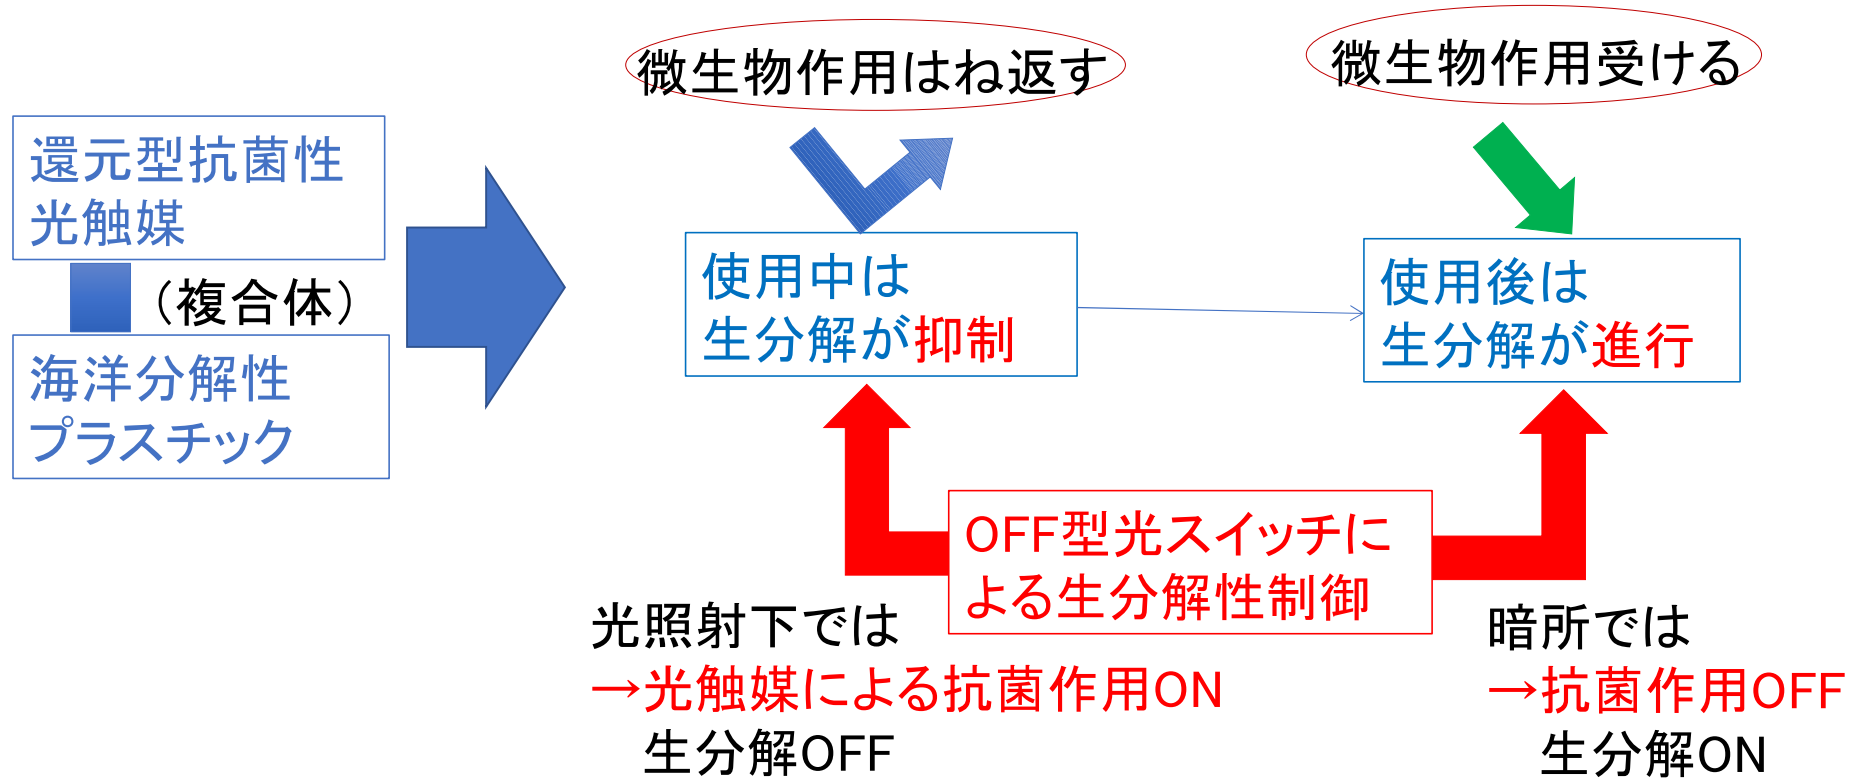 微生物作用はね返す
微生物作用受ける
還元型抗菌性
光触媒
（複合体）
海洋分解性
プラスチック
使用中は
生分解が抑制
使用後は
生分解が進行
OFF型光スイッチに
よる生分解性制御
光照射下では
→光触媒による抗菌作用ON
生分解OFF
暗所では
→抗菌作用OFF
生分解ON